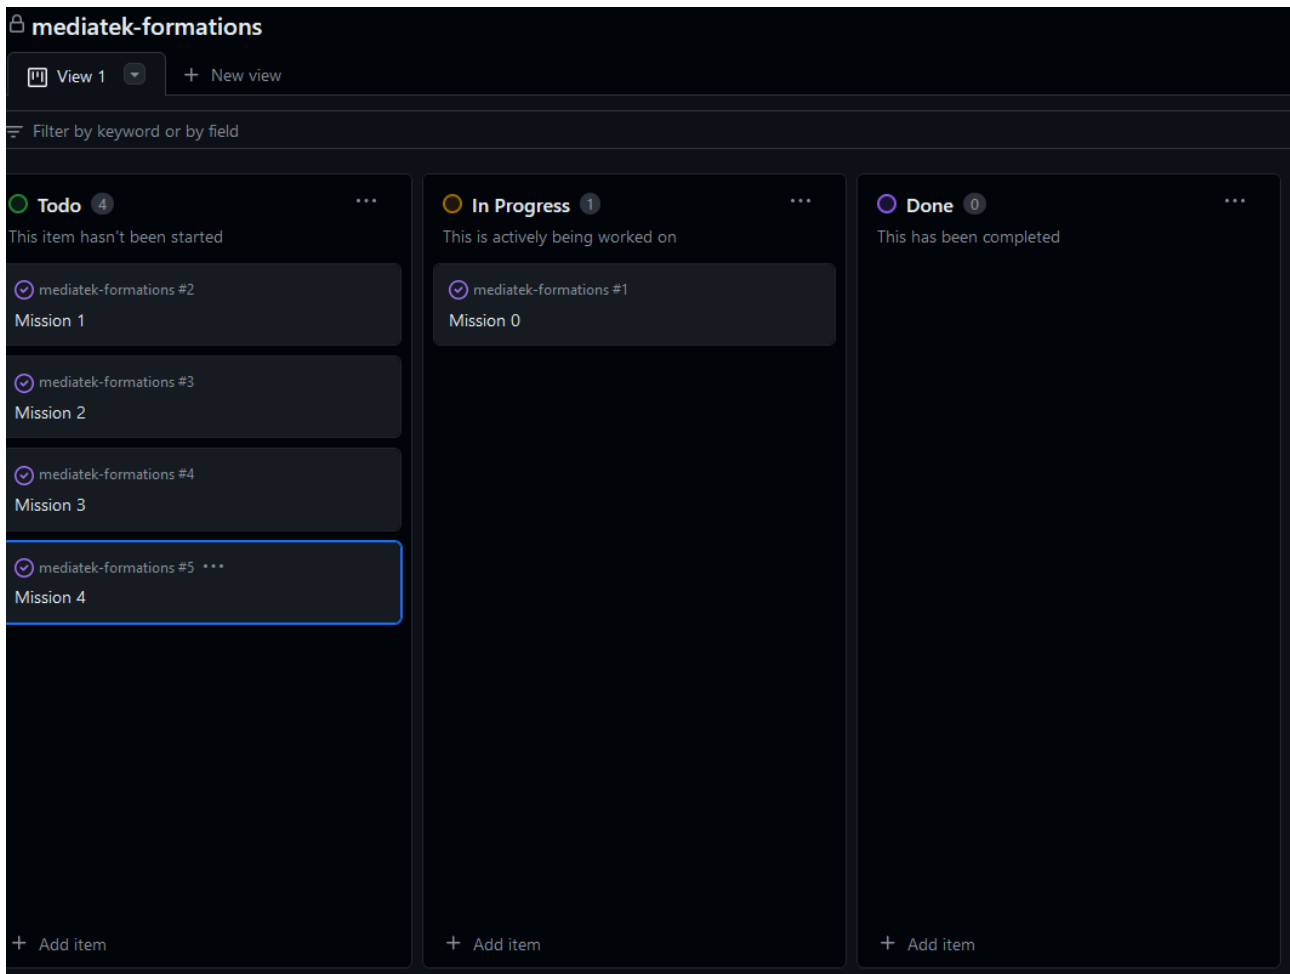 mediatek-formations
View 1
New view
Filter by keyword or by field
Todo 4
This item hasn't been started
mediatek-formations #2
Mission 1
mediatek-formations #3
Mission 2
mediatek-formations #4
Mission 3
mediatek-formations #5 ···
Mission 4
+ Add item
In Progress 1
This is actively being worked on
mediatek-formations #1
Mission 0
+ Add item
Done 0
This has been completed
+ Add item